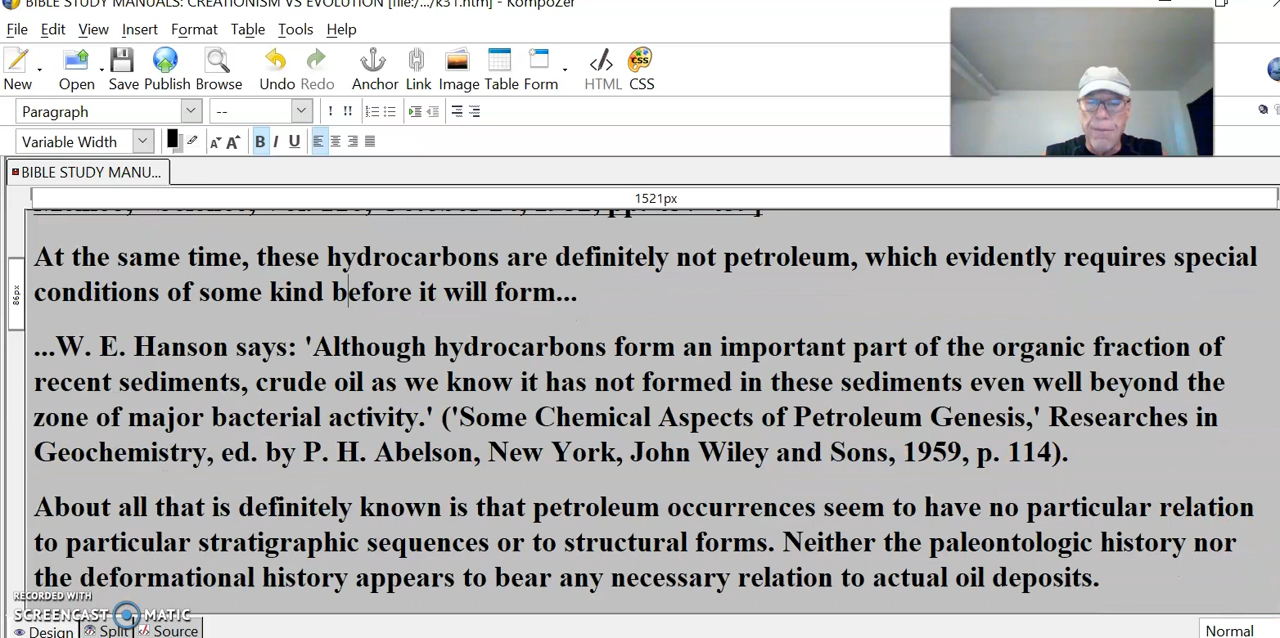 BIBLE STUDY MANUALS: CREATIONISM VS EVOLUTION [file:/.../k31.htm] - KompoZer
File Edit View Insert Format Table Tools Help
New Open Save Publish Browse Undo Redo Anchor Link Image Table Form HTML CSS
Paragraph --
Variable Width B I U
BIBLE STUDY MANU...
1521px
86px
At the same time, these hydrocarbons are definitely not petroleum, which evidently requires special
conditions of some kind before it will form...
...W. E. Hanson says: 'Although hydrocarbons form an important part of the organic fraction of
recent sediments, crude oil as we know it has not formed in these sediments even well beyond the
zone of major bacterial activity.' ('Some Chemical Aspects of Petroleum Genesis,' Researches in
Geochemistry, ed. by P. H. Abelson, New York, John Wiley and Sons, 1959, p. 114).
About all that is definitely known is that petroleum occurrences seem to have no particular relation
to particular stratigraphic sequences or to structural forms. Neither the paleontologic history nor
the deformational history appears to bear any necessary relation to actual oil deposits.
RECORDED WITH
SCREENCAST MATIC
Design Split Source Normal